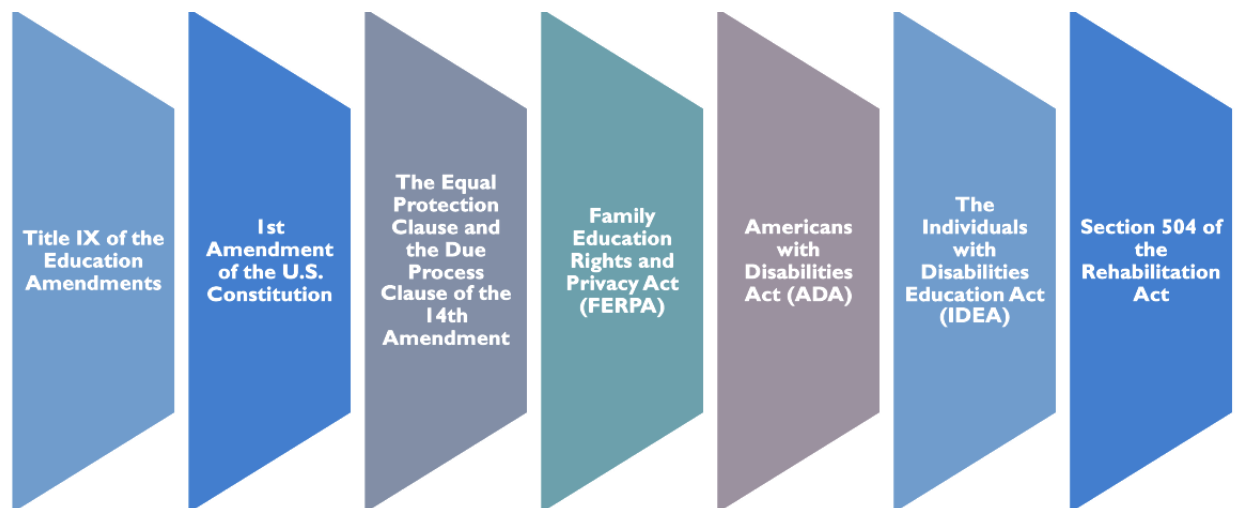 Title IX of the
Education
Amendments
1st
Amendment
of the U.S.
Constitution
The Equal
Protection
Clause and
the Due
Process
Clause of the
14th
Amendment
Family
Education
Rights and
Privacy Act
(FERPA)
Americans
with
Disabilities
Act (ADA)
The
Individuals
with
Disabilities
Education Act
(IDEA)
Section 504 of
the
Rehabilitation
Act